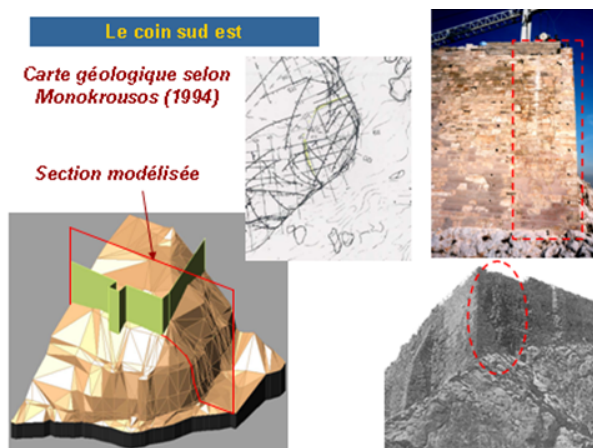 Le coin sud est
Carte géologique selon
Monokrousos (1994)
Section modélisée